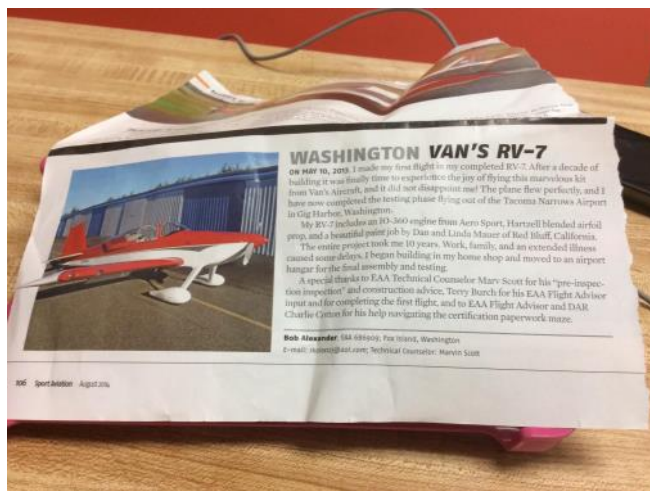 WASHINGTON VAN'S RV-7
ON MAY 10, 2013, I made my first flight in my completed RV-7. After a decade of
building it was finally time to experience the joy of flying this marvelous kit
from Van's Aircraft, and it did not disappoint me! The plane flew perfectly, and I
have now completed the testing phase flying out of the Tacoma Narrows Airport
in Gig Harbor, Washington.
My RV-7 includes an IO-360 engine from Aero Sport, Hartzell blended airfoil
prop, and a beautiful paint job by Dan and Linda Mauer of Red Bluff, California.
The entire project took me 10 years. Work, family, and an extended illness
caused some delays. I began building in my home shop and moved to an airport
hangar for the final assembly and testing.
A special thanks to EAA Technical Counselor Marv Scott for his "pre-inspec-
tion inspection" and construction advice, Terry Burch for his EAA Flight Advisor
input and for completing the first flight, and to EAA Flight Advisor and DAR
Charlie Cotton for his help navigating the certification paperwork maze.
Bob Alexander, EAA Fox Island, Washington
E-mail: Technical Counselor: Marvin Scott
106 Sport Aviation August 2014